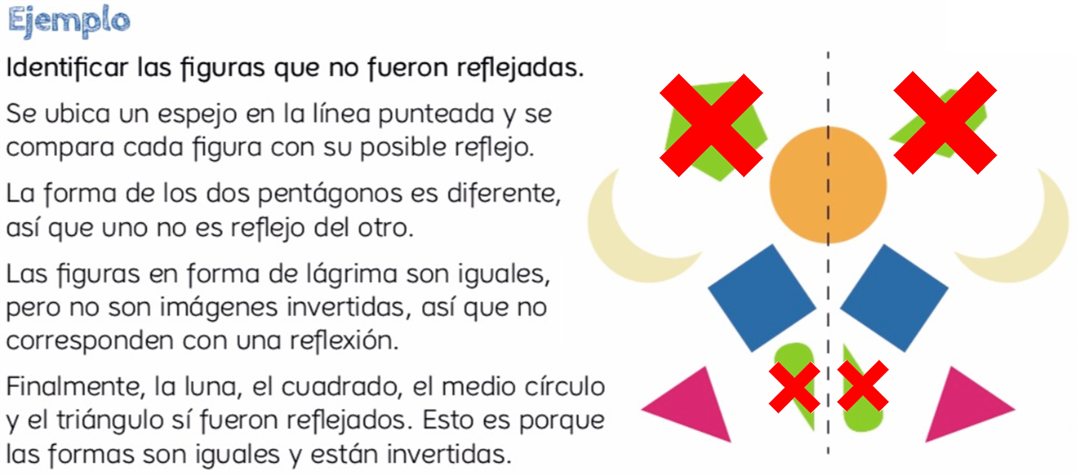 Ejemplo
Identificar las figuras que no fueron reflejadas.
Se ubica un espejo en la línea punteada y se
compara cada figura con su posible reflejo.
La forma de los dos pentágonos es diferente,
así que uno no es reflejo del otro.
Las figuras en forma de lágrima son iguales,
pero no son imágenes invertidas, así que no
corresponden con una reflexión.
Finalmente, la luna, el cuadrado, el medio círculo
y el triángulo sí fueron reflejados. Esto es porque
las formas son iguales y están invertidas.